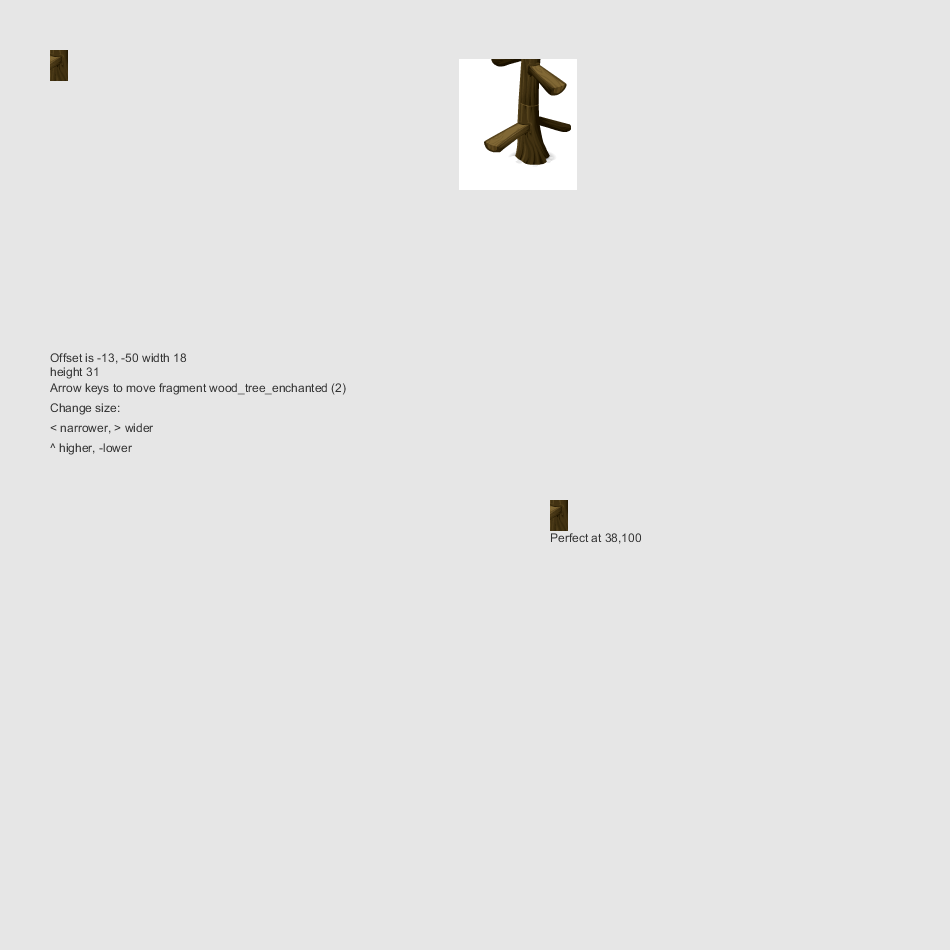 Offset is -13, -50 width 18
height 31
Arrow keys to move fragment wood_tree_enchanted (2)
Change size:
< narrower, > wider
^ higher, -lower
Perfect at 38,100